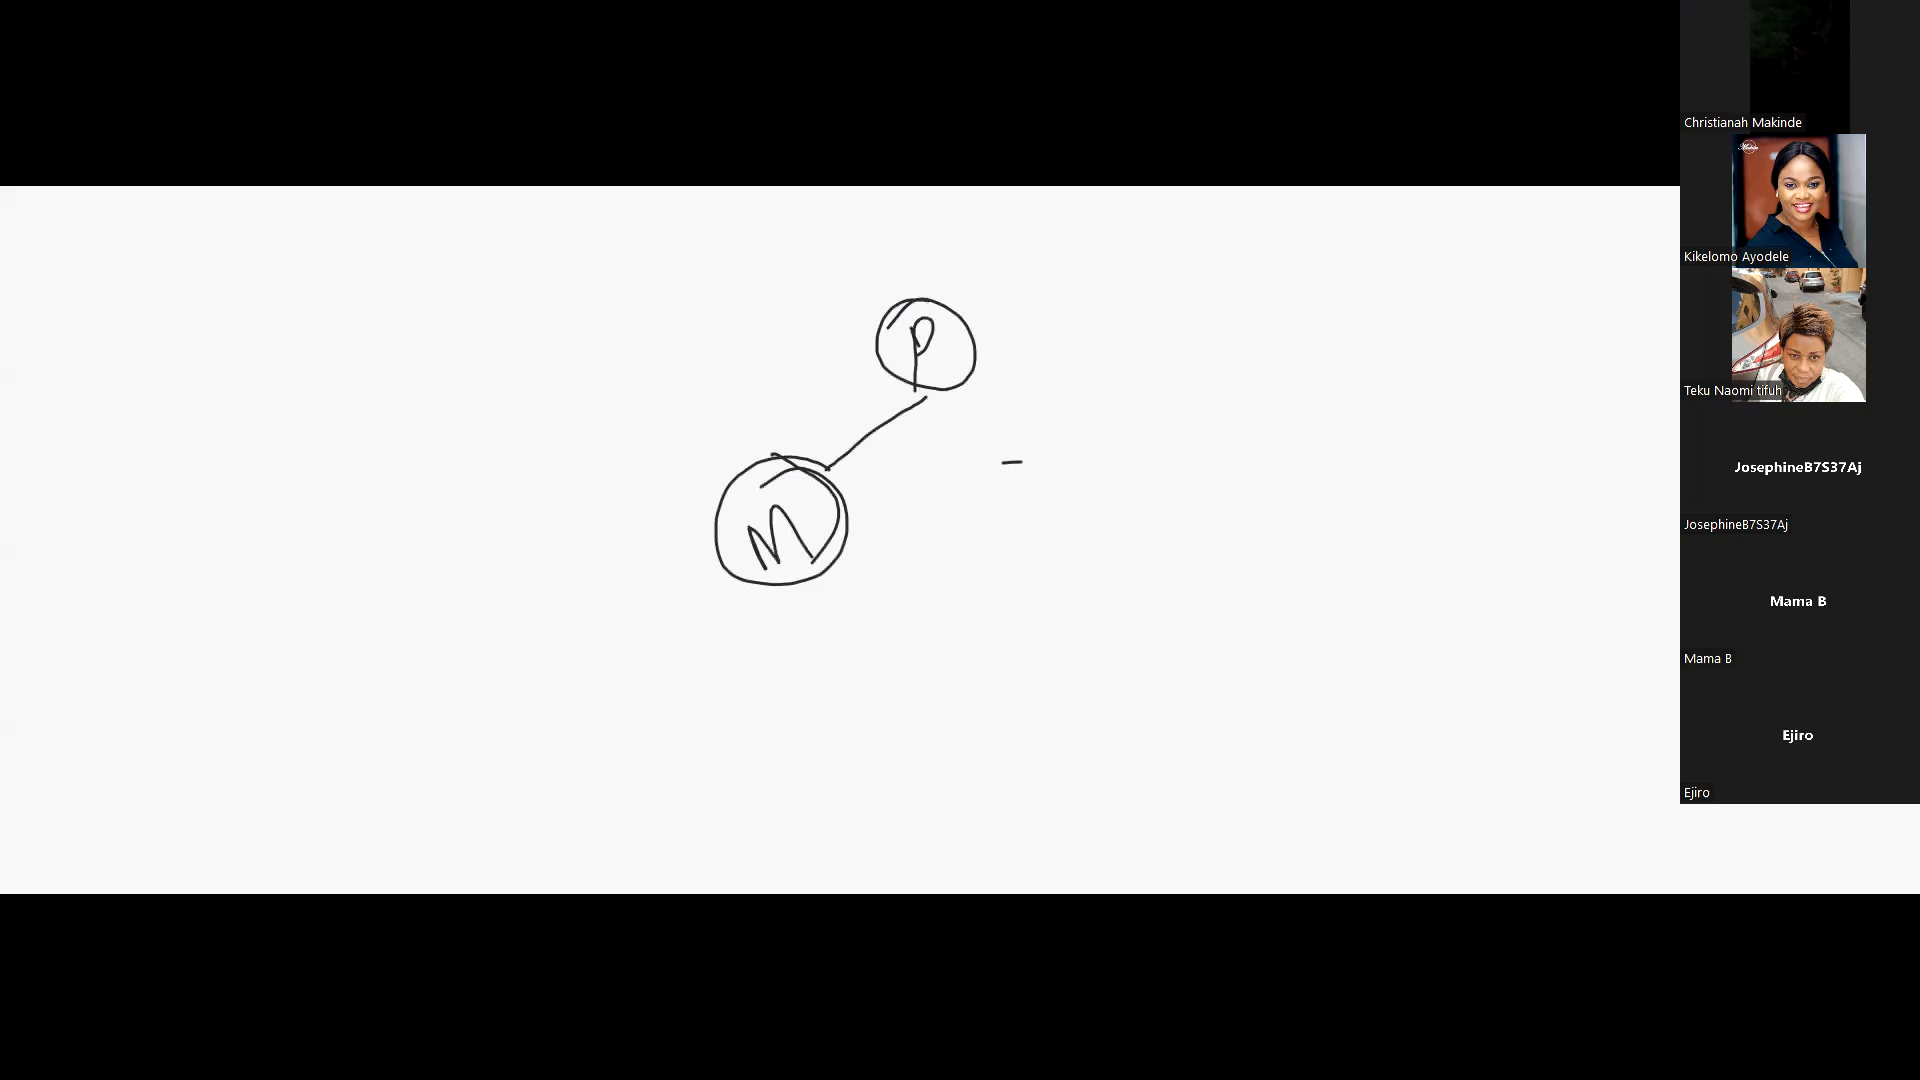 Christianah Makinde
Kikelomo Ayodele
Teku Naomi tifuh
JosephineB7S37Aj
JosephineB7S37Aj
Mama B
Mama B
Ejiro
Ejiro
P
M